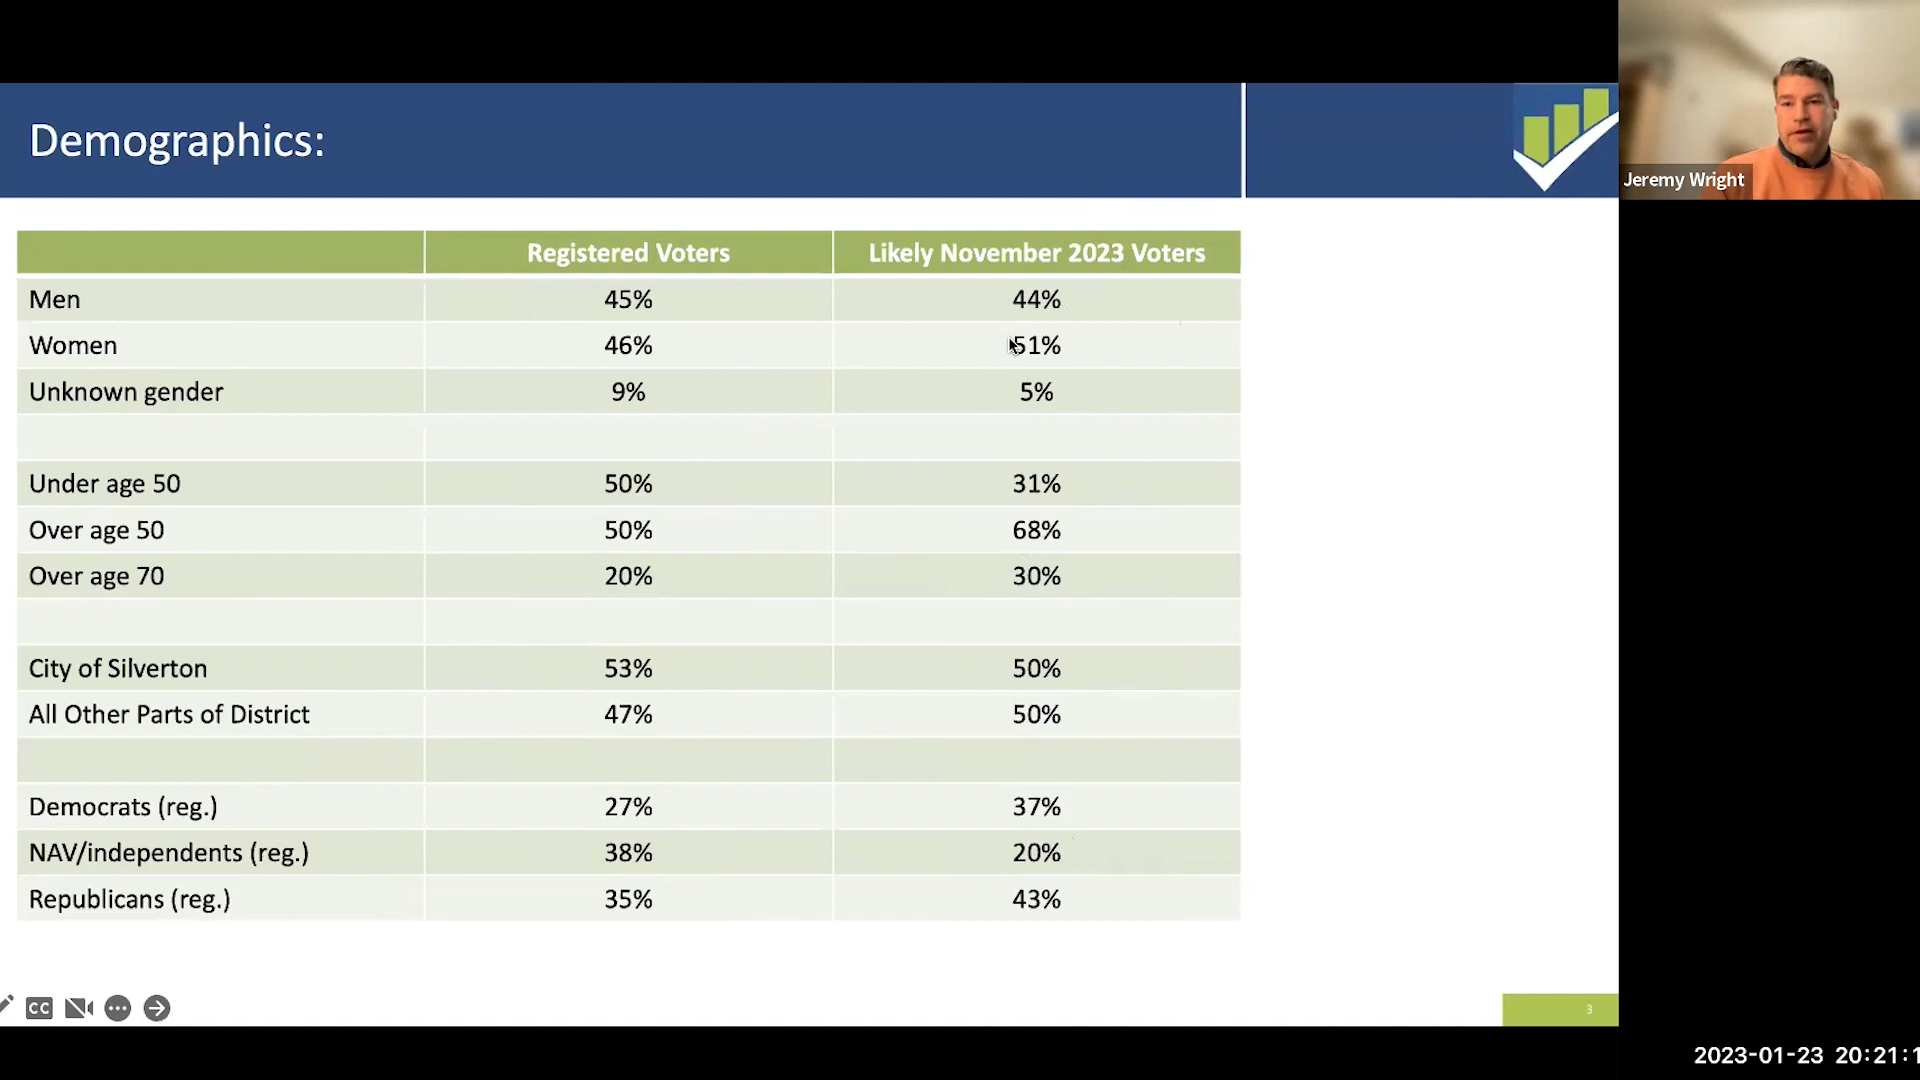 Demographics:
Jeremy Wright
Registered Voters Likely November 2023 Voters
Men 45% 44%
Women 46% 51%
Unknown gender 9% 5%
Under age 50 50% 31%
Over age 50 50% 68%
Over age 70 20% 30%
City of Silverton 53% 50%
All Other Parts of District 47% 50%
Democrats (reg.) 27% 37%
NAV/independents (reg.) 38% 20%
Republicans (reg.) 35% 43%
CC
3
2023-01-23 20:21:1